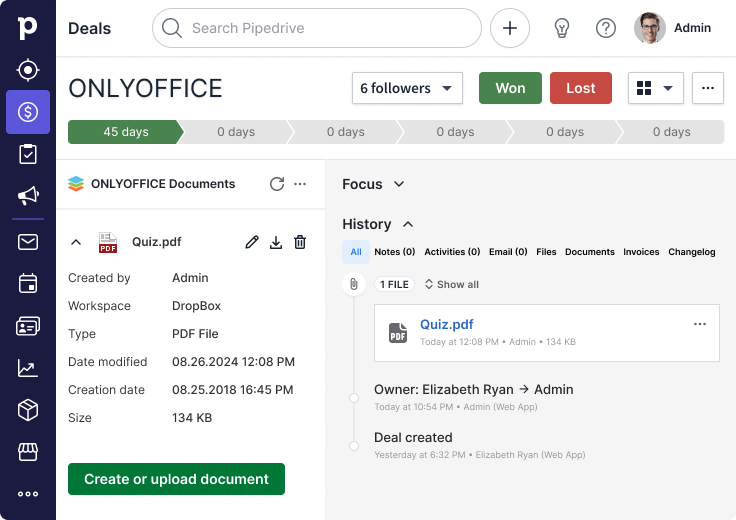 p
Deals
Search Pipedrive
Admin
ONLYOFFICE
6 followers
Won
Lost
45 days
0 days
0 days
0 days
0 days
0 days
ONLYOFFICE Documents
PDF
Quiz.pdf
Created by
Admin
Workspace
DropBox
Type
PDF File
Date modified
08.26.2024 12:08 PM
Creation date
08.25.2018 16:45 PM
Size
134 KB
Create or upload document
Focus
History
All
Notes (0)
Activities (0)
Email (0)
Files
Documents
Invoices
Changelog
1 FILE
Show all
PDF
Quiz.pdf
Today at 12:08 PM • Admin • 134 KB
Owner: Elizabeth Ryan → Admin
Today at 10:54 PM • Admin (Web App)
Deal created
Yesterday at 6:32 PM • Elizabeth Ryan (Web App)